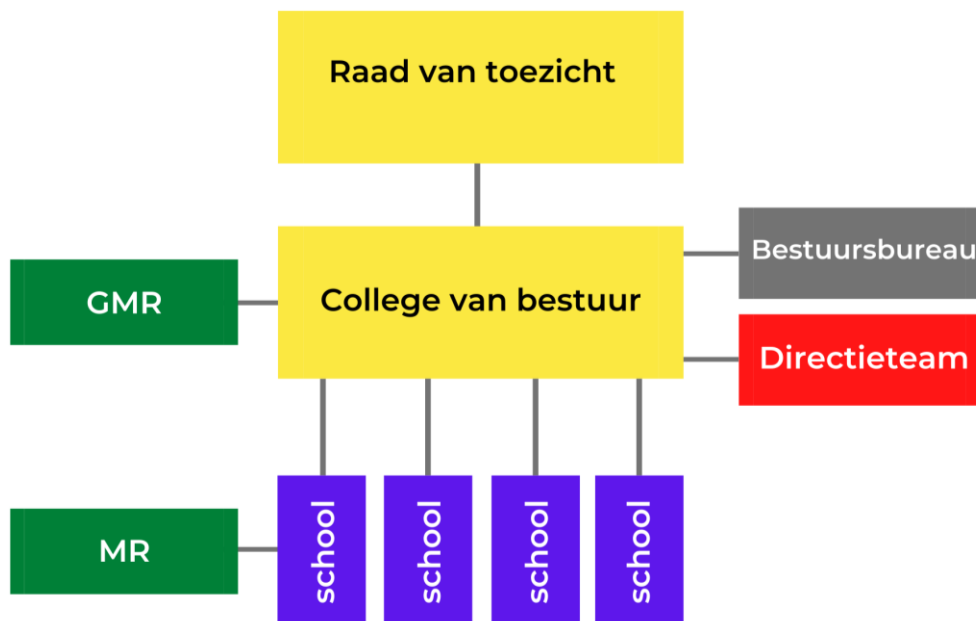 Raad van toezicht
Bestuursbureau
GMR
College van bestuur
Directieteam
MR
school
school
school
school